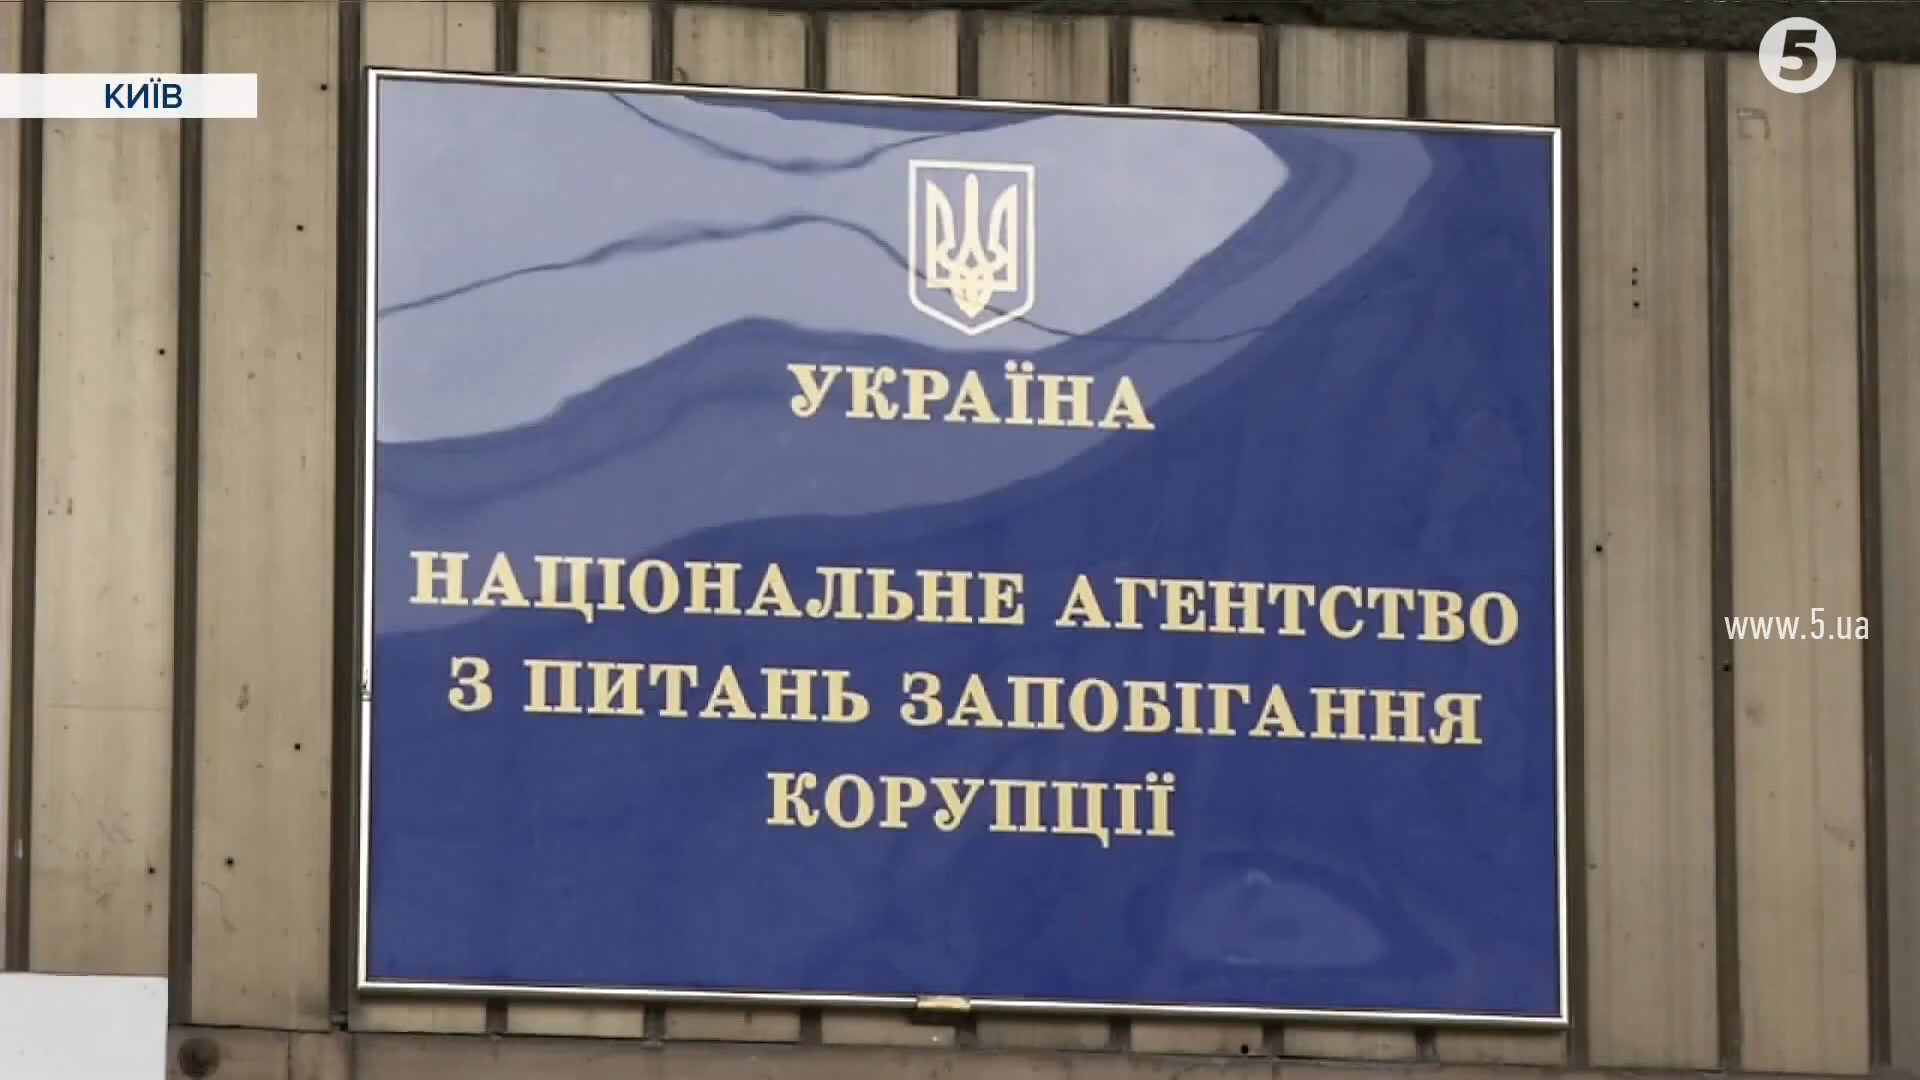 КИЇВ
5
УКРАЇНА
НАЦІОНАЛЬНЕ АГЕНТСТВО
З ПИТАНЬ ЗАПОБІГАННЯ
КОРУПЦІЇ
www.5.ua